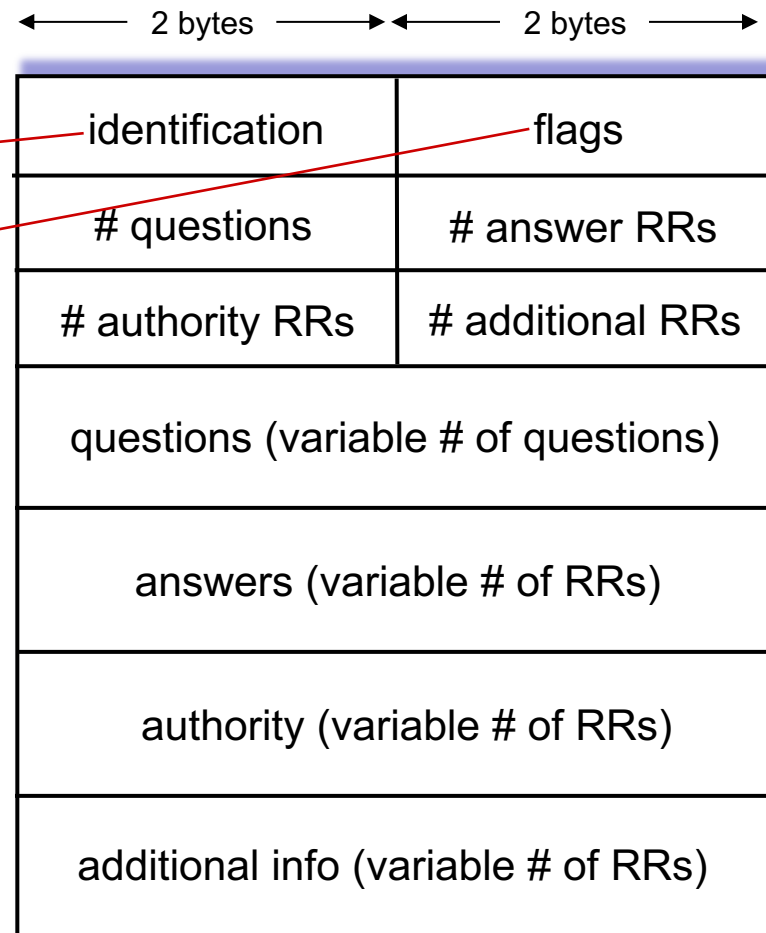 2 bytes 2 bytes
identification flags
# questions # answer RRs
# authority RRs # additional RRs
questions (variable # of questions)
answers (variable # of RRs)
authority (variable # of RRs)
additional info (variable # of RRs)